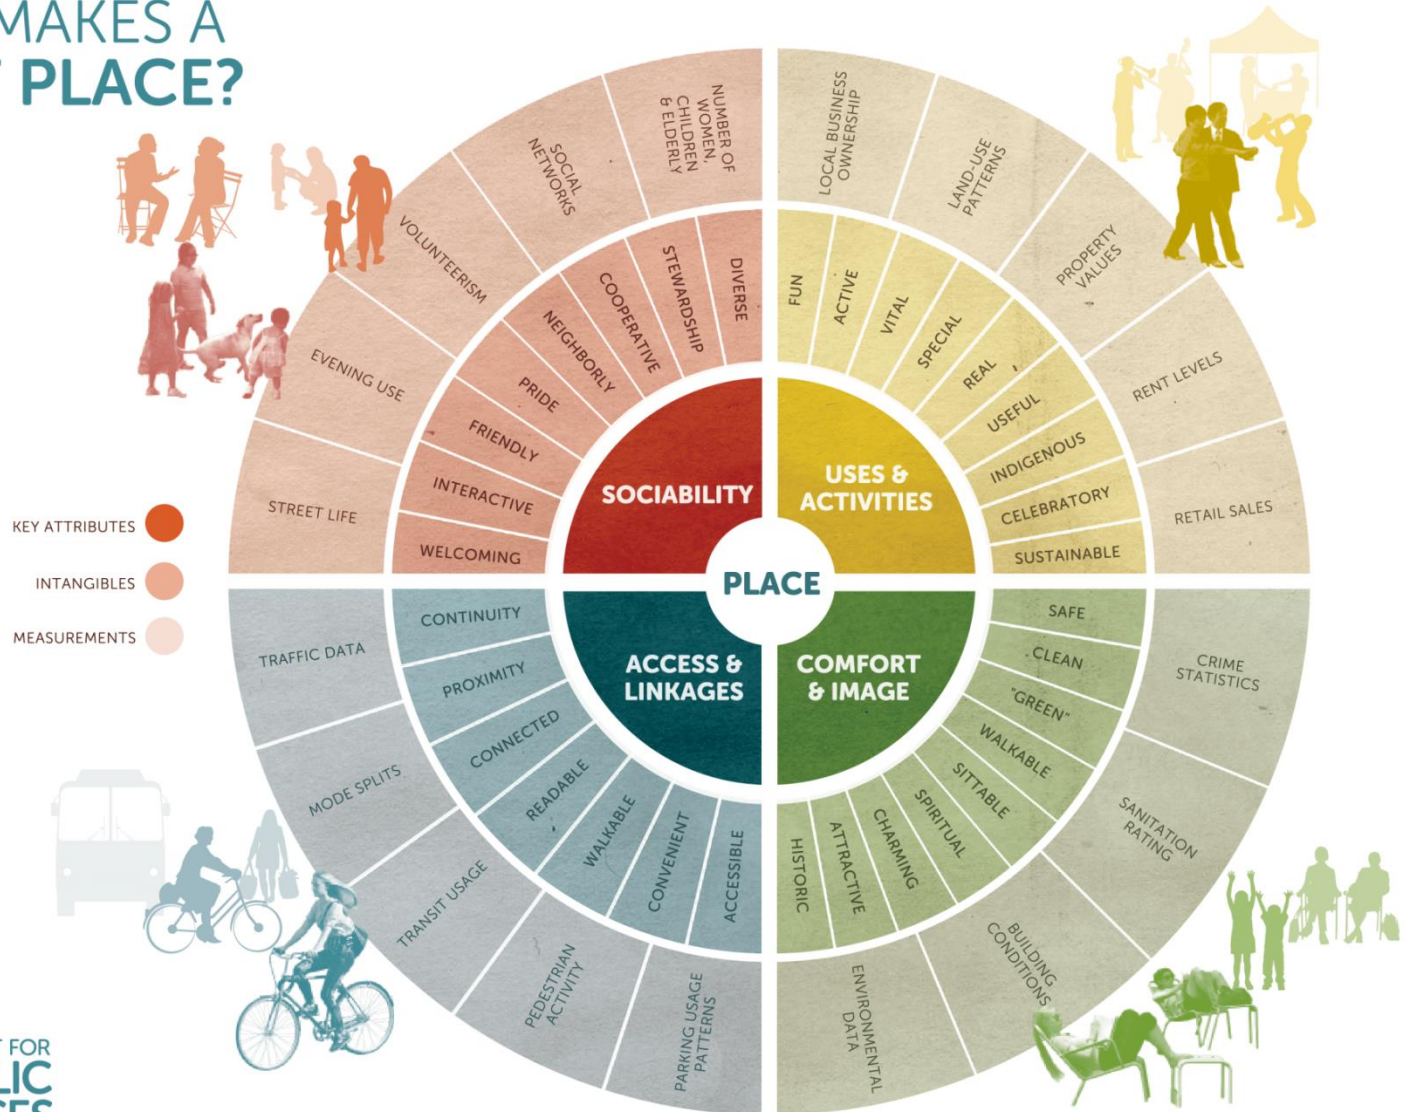 MAKES A
PLACE?
KEY ATTRIBUTES
INTANGIBLES
MEASUREMENTS
PLACE
SOCIABILITY
USES &
ACTIVITIES
ACCESS &
LINKAGES
COMFORT
& IMAGE
WELCOMING
INTERACTIVE
FRIENDLY
PRIDE
NEIGHBORLY
COOPERATIVE
STEWARDSHIP
DIVERSE
FUN
ACTIVE
VITAL
SPECIAL
REAL
USEFUL
INDIGENOUS
CELEBRATORY
SUSTAINABLE
SAFE
CLEAN
"GREEN"
WALKABLE
SITTABLE
SPIRITUAL
CHARMING
ATTRACTIVE
HISTORIC
ACCESSIBLE
CONVENIENT
WALKABLE
READABLE
CONNECTED
PROXIMITY
CONTINUITY
STREET LIFE
EVENING USE
VOLUNTEERISM
SOCIAL
NETWORKS
NUMBER OF
WOMEN,
CHILDREN
& ELDERLY
LOCAL BUSINESS
OWNERSHIP
LAND-USE
PATTERNS
PROPERTY
VALUES
RENT LEVELS
RETAIL SALES
CRIME
STATISTICS
SANITATION
RATING
BUILDING
CONDITIONS
ENVIRONMENTAL
DATA
PARKING USAGE
PATTERNS
PEDESTRIAN
ACTIVITY
TRANSIT USAGE
MODE SPLITS
TRAFFIC DATA
FOR